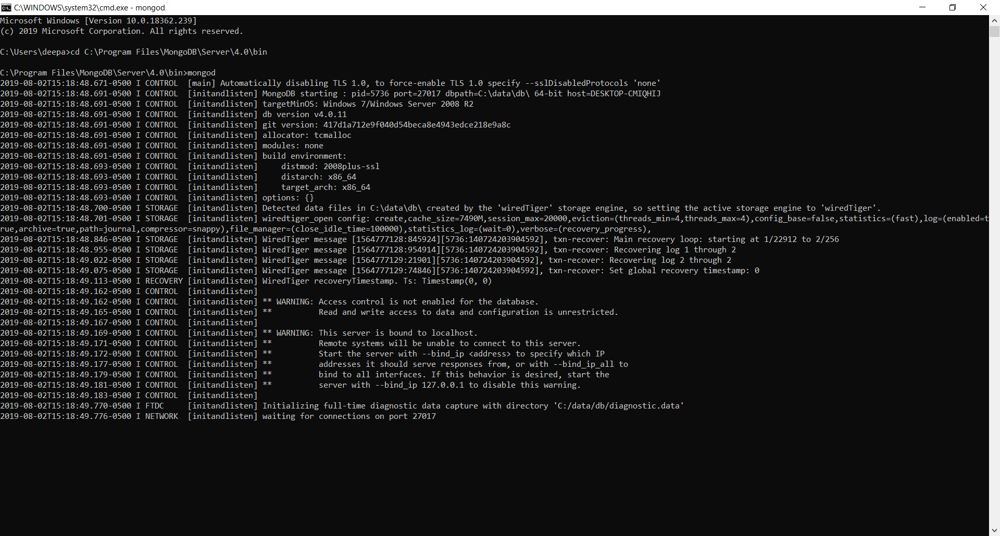 C:\WINDOWS\system32\cmd.exe - mongod
Microsoft Windows [Version 10.0.18362.239]
(c) 2019 Microsoft Corporation. All rights reserved.
C:\Users\deepa>cd C:\Program Files\MongoDB\Server\4.0\bin
C:\Program Files\MongoDB\Server\4.0\bin>mongod
2019-08-02T15:18:48.671-0500 I CONTROL  [main] Automatically disabling TLS 1.0, to force-enable TLS 1.0 specify --sslDisabledProtocols 'none'
2019-08-02T15:18:48.691-0500 I CONTROL  [initandlisten] MongoDB starting : pid=5736 port=27017 dbpath=C:\data\db\ 64-bit host=DESKTOP-CMIQHIJ
2019-08-02T15:18:48.691-0500 I CONTROL  [initandlisten] targetMinOS: Windows 7/Windows Server 2008 R2
2019-08-02T15:18:48.691-0500 I CONTROL  [initandlisten] db version v4.0.11
2019-08-02T15:18:48.691-0500 I CONTROL  [initandlisten] git version: 417d1a712e9f040d54beca8e4943edce218e9a8c
2019-08-02T15:18:48.691-0500 I CONTROL  [initandlisten] allocator: tcmalloc
2019-08-02T15:18:48.691-0500 I CONTROL  [initandlisten] modules: none
2019-08-02T15:18:48.691-0500 I CONTROL  [initandlisten] build environment:
2019-08-02T15:18:48.693-0500 I CONTROL  [initandlisten]     distmod: 2008plus-ssl
2019-08-02T15:18:48.693-0500 I CONTROL  [initandlisten]     distarch: x86_64
2019-08-02T15:18:48.693-0500 I CONTROL  [initandlisten]     target_arch: x86_64
2019-08-02T15:18:48.693-0500 I CONTROL  [initandlisten] options: {}
2019-08-02T15:18:48.700-0500 I STORAGE  [initandlisten] Detected data files in C:\data\db\ created by the 'wiredTiger' storage engine, so setting the active storage engine to 'wiredTiger'.
2019-08-02T15:18:48.701-0500 I STORAGE  [initandlisten] wiredtiger_open config: create,cache_size=7490M,session_max=20000,eviction=(threads_min=4,threads_max=4),config_base=false,statistics=(fast),log=(enabled=t
rue,archive=true,path=journal,compressor=snappy),file_manager=(close_idle_time=100000),statistics_log=(wait=0),verbose=(recovery_progress),
2019-08-02T15:18:48.846-0500 I STORAGE  [initandlisten] WiredTiger message [1564777128:845924][5736:140724203904592], txn-recover: Main recovery loop: starting at 1/22912 to 2/256
2019-08-02T15:18:48.955-0500 I STORAGE  [initandlisten] WiredTiger message [1564777128:954914][5736:140724203904592], txn-recover: Recovering log 1 through 2
2019-08-02T15:18:49.022-0500 I STORAGE  [initandlisten] WiredTiger message [1564777129:21901][5736:140724203904592], txn-recover: Recovering log 2 through 2
2019-08-02T15:18:49.075-0500 I STORAGE  [initandlisten] WiredTiger message [1564777129:74846][5736:140724203904592], txn-recover: Set global recovery timestamp: 0
2019-08-02T15:18:49.113-0500 I RECOVERY [initandlisten] WiredTiger recoveryTimestamp. Ts: Timestamp(0, 0)
2019-08-02T15:18:49.162-0500 I CONTROL  [initandlisten]
2019-08-02T15:18:49.162-0500 I CONTROL  [initandlisten] ** WARNING: Access control is not enabled for the database.
2019-08-02T15:18:49.165-0500 I CONTROL  [initandlisten] **          Read and write access to data and configuration is unrestricted.
2019-08-02T15:18:49.167-0500 I CONTROL  [initandlisten]
2019-08-02T15:18:49.169-0500 I CONTROL  [initandlisten] ** WARNING: This server is bound to localhost.
2019-08-02T15:18:49.171-0500 I CONTROL  [initandlisten] **          Remote systems will be unable to connect to this server.
2019-08-02T15:18:49.172-0500 I CONTROL  [initandlisten] **          Start the server with --bind_ip <address> to specify which IP
2019-08-02T15:18:49.177-0500 I CONTROL  [initandlisten] **          addresses it should serve responses from, or with --bind_ip_all to
2019-08-02T15:18:49.179-0500 I CONTROL  [initandlisten] **          bind to all interfaces. If this behavior is desired, start the
2019-08-02T15:18:49.181-0500 I CONTROL  [initandlisten] **          server with --bind_ip 127.0.0.1 to disable this warning.
2019-08-02T15:18:49.183-0500 I CONTROL  [initandlisten]
2019-08-02T15:18:49.770-0500 I FTDC     [initandlisten] Initializing full-time diagnostic data capture with directory 'C:/data/db/diagnostic.data'
2019-08-02T15:18:49.776-0500 I NETWORK  [initandlisten] waiting for connections on port 27017